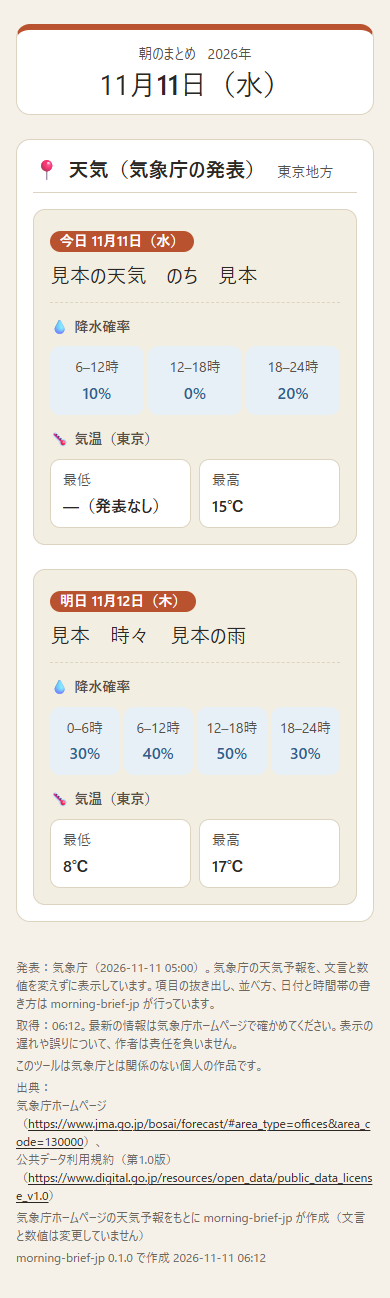 朝のまとめ 2026年
11月11日（水）
📍 天気（気象庁の発表） 東京地方
今日 11月11日（水）
見本の天気　のち　見本
💧 降水確率
6–12時 12–18時 18–24時
10% 0% 20%
🌡 気温（東京）
最低 最高
—（発表なし） 15℃
明日 11月12日（木）
見本　時々　見本の雨
💧 降水確率
0–6時 6–12時 12–18時 18–24時
30% 40% 50% 30%
🌡 気温（東京）
最低 最高
8℃ 17℃
発表：気象庁（2026-11-11 05:00）。気象庁の天気予報を、文言と数
値を変えずに表示しています。項目の抜き出し、並べ方、日付と時間帯の書
き方は morning-brief-jp が行っています。
取得：06:12。最新の情報は気象庁ホームページで確かめてください。表示の
遅れや誤りについて、作者は責任を負いません。
このツールは気象庁とは関係のない個人の作品です。
出典：
気象庁ホームページ
（https://www.jma.go.jp/bosai/forecast/#area_type=offices&area_c
ode=130000）、
公共データ利用規約（第1.0版）
（https://www.digital.go.jp/resources/open_data/public_data_licens
e_v1.0）
気象庁ホームページの天気予報をもとに morning-brief-jp が作成（文言
と数値は変更していません）
morning-brief-jp 0.1.0 で作成 2026-11-11 06:12